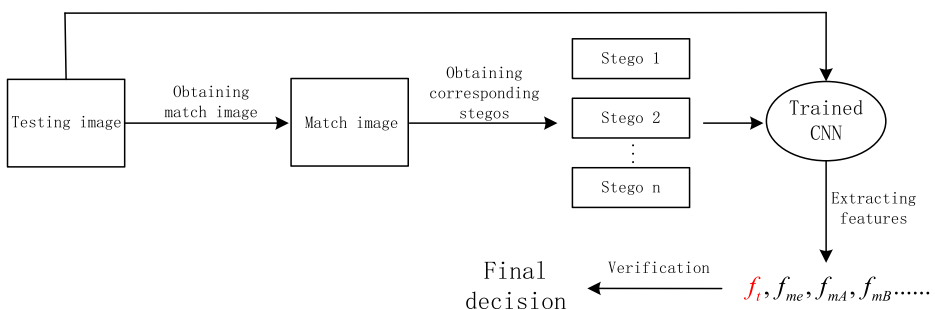 Testing image
Obtaining
match image
Match image
Obtaining
corresponding
stegos
Stego 1
Stego 2
⋮
Stego n
Trained
CNN
Extracting
features
f_t, f_me, f_mA, f_mB......
Verification
Final
decision